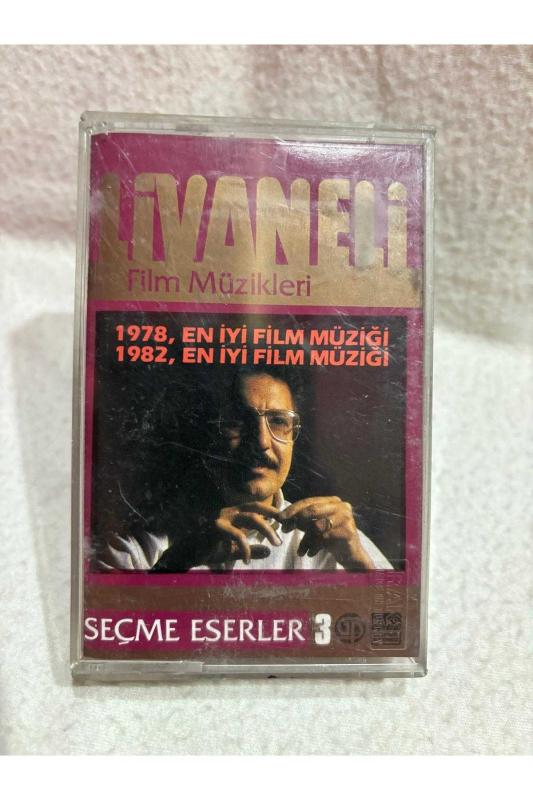 LİVANELİ
Film Müzikleri
1978, EN İYİ FİLM MÜZİĞİ
1982, EN İYİ FİLM MÜZİĞİ
SEÇME ESERLER 3